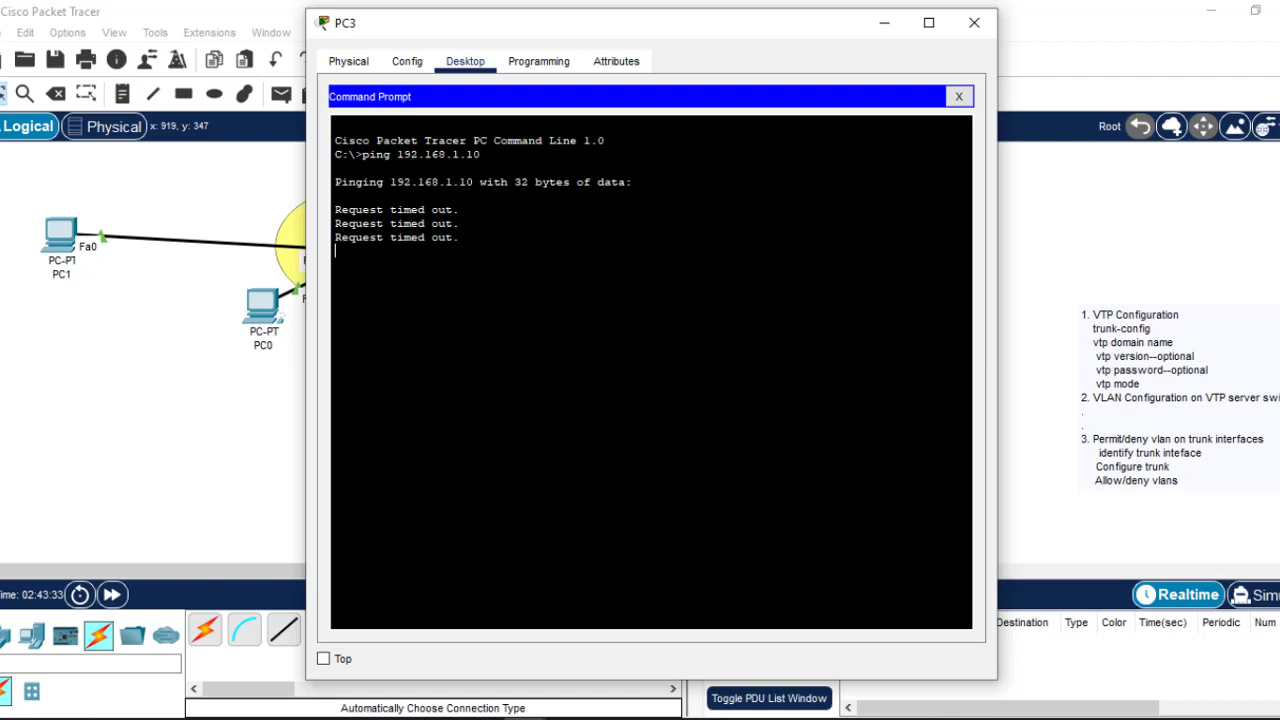 Cisco Packet Tracer
Edit Options View Tools Extensions Window
Logical Physical x: 919, y: 347
Root
PC3
Physical Config Desktop Programming Attributes
Command Prompt
X
Cisco Packet Tracer PC Command Line 1.0
C:\>ping 192.168.1.10
Pinging 192.168.1.10 with 32 bytes of data:
Request timed out.
Request timed out.
Request timed out.
Top
Fa0
PC-PT
PC1
PC-PT
PC0
1. VTP Configuration
trunk-config
vtp domain name
vtp version--optional
vtp password--optional
vtp mode
2. VLAN Configuration on VTP server swi
.
.
3. Permit/deny vlan on trunk interfaces
identify trunk inteface
Configure trunk
Allow/deny vlans
Time: 02:43:33
Realtime
Simu
Destination Type Color Time(sec) Periodic Num
Automatically Choose Connection Type
Toggle PDU List Window